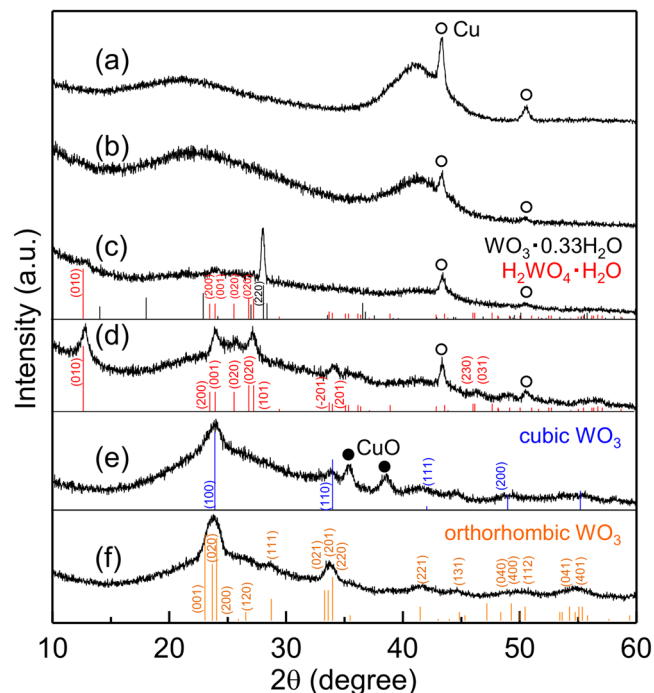 Cu
(a)
(b)
(c)
WO3·0.33H2O
H2WO4·H2O
(010)
(200)
(001)
(020)
(020)
(220)
(d)
(010)
(200)
(001)
(020)
(020)
(101)
(-201)
(201)
(230)
(031)
(e)
CuO
cubic WO3
(100)
(110)
(111)
(200)
(f)
orthorhombic WO3
(001)
(020)
(200)
(120)
(111)
(021)
(201)
(220)
(221)
(131)
(040)
(400)
(112)
(041)
(401)
10
20
30
40
50
60
2θ (degree)
Intensity (a.u.)